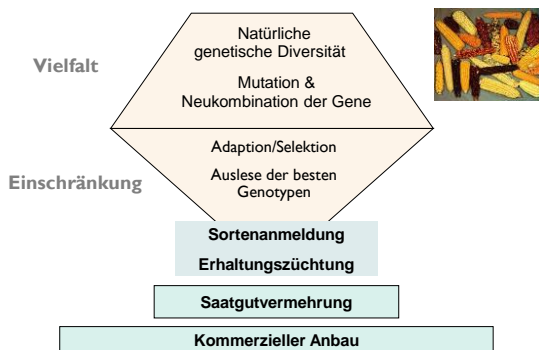 Natürliche
genetische Diversität
Vielfalt
Mutation &
Neukombination der Gene
Adaption/Selektion
Einschränkung
Auslese der besten
Genotypen
Sortenanmeldung
Erhaltungszüchtung
Saatgutvermehrung
Kommerzieller Anbau